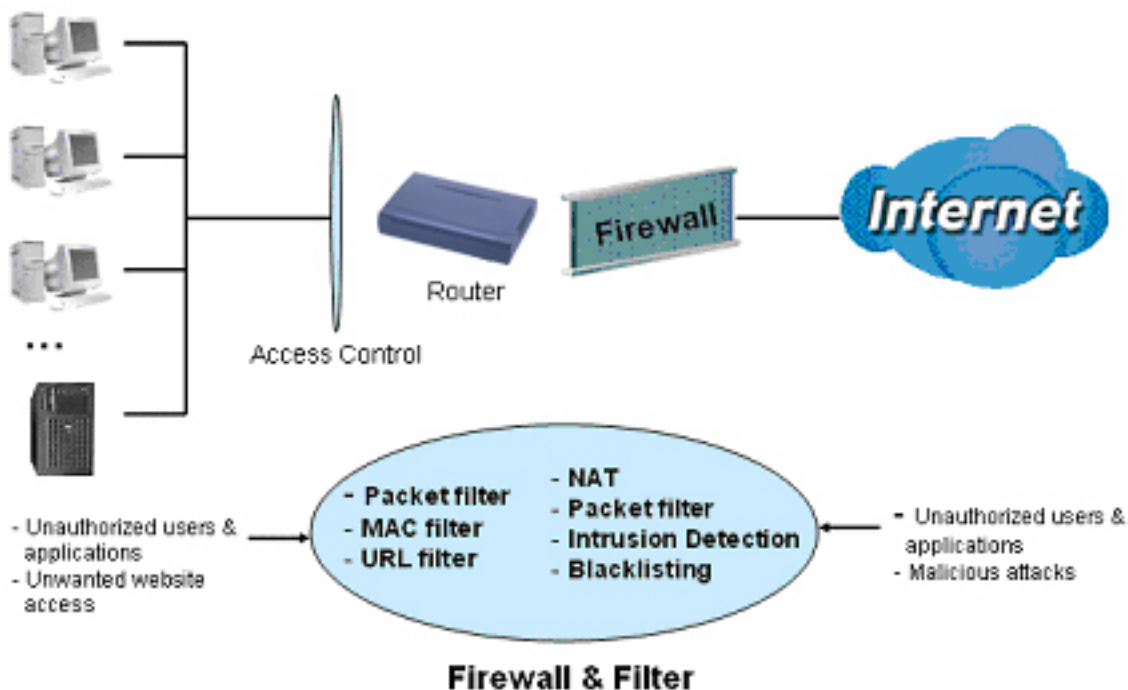 Internet
Firewall
Router
Access Control
- Packet filter
- MAC filter
- URL filter
- NAT
- Packet filter
- Intrusion Detection
- Blacklisting
- Unauthorized users &
applications
- Unwanted website
access
- Unauthorized users &
applications
- Malicious attacks
Firewall & Filter